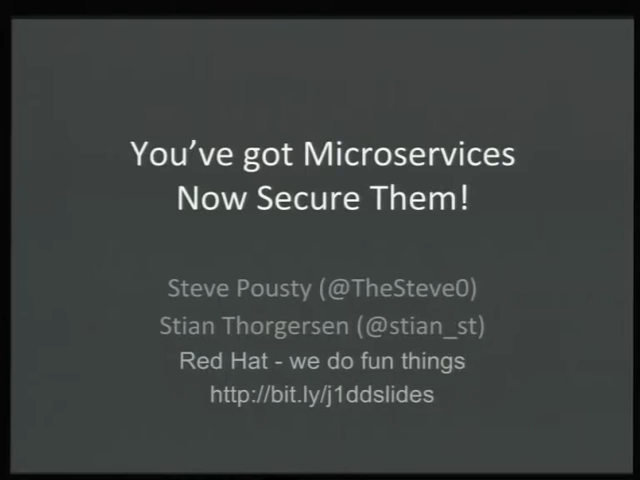 You've got Microservices
Now Secure Them!
Steve Pousty (@TheSteve0)
Stian Thorgersen (@stian_st)
Red Hat - we do fun things
http://bit.ly/j1ddslides